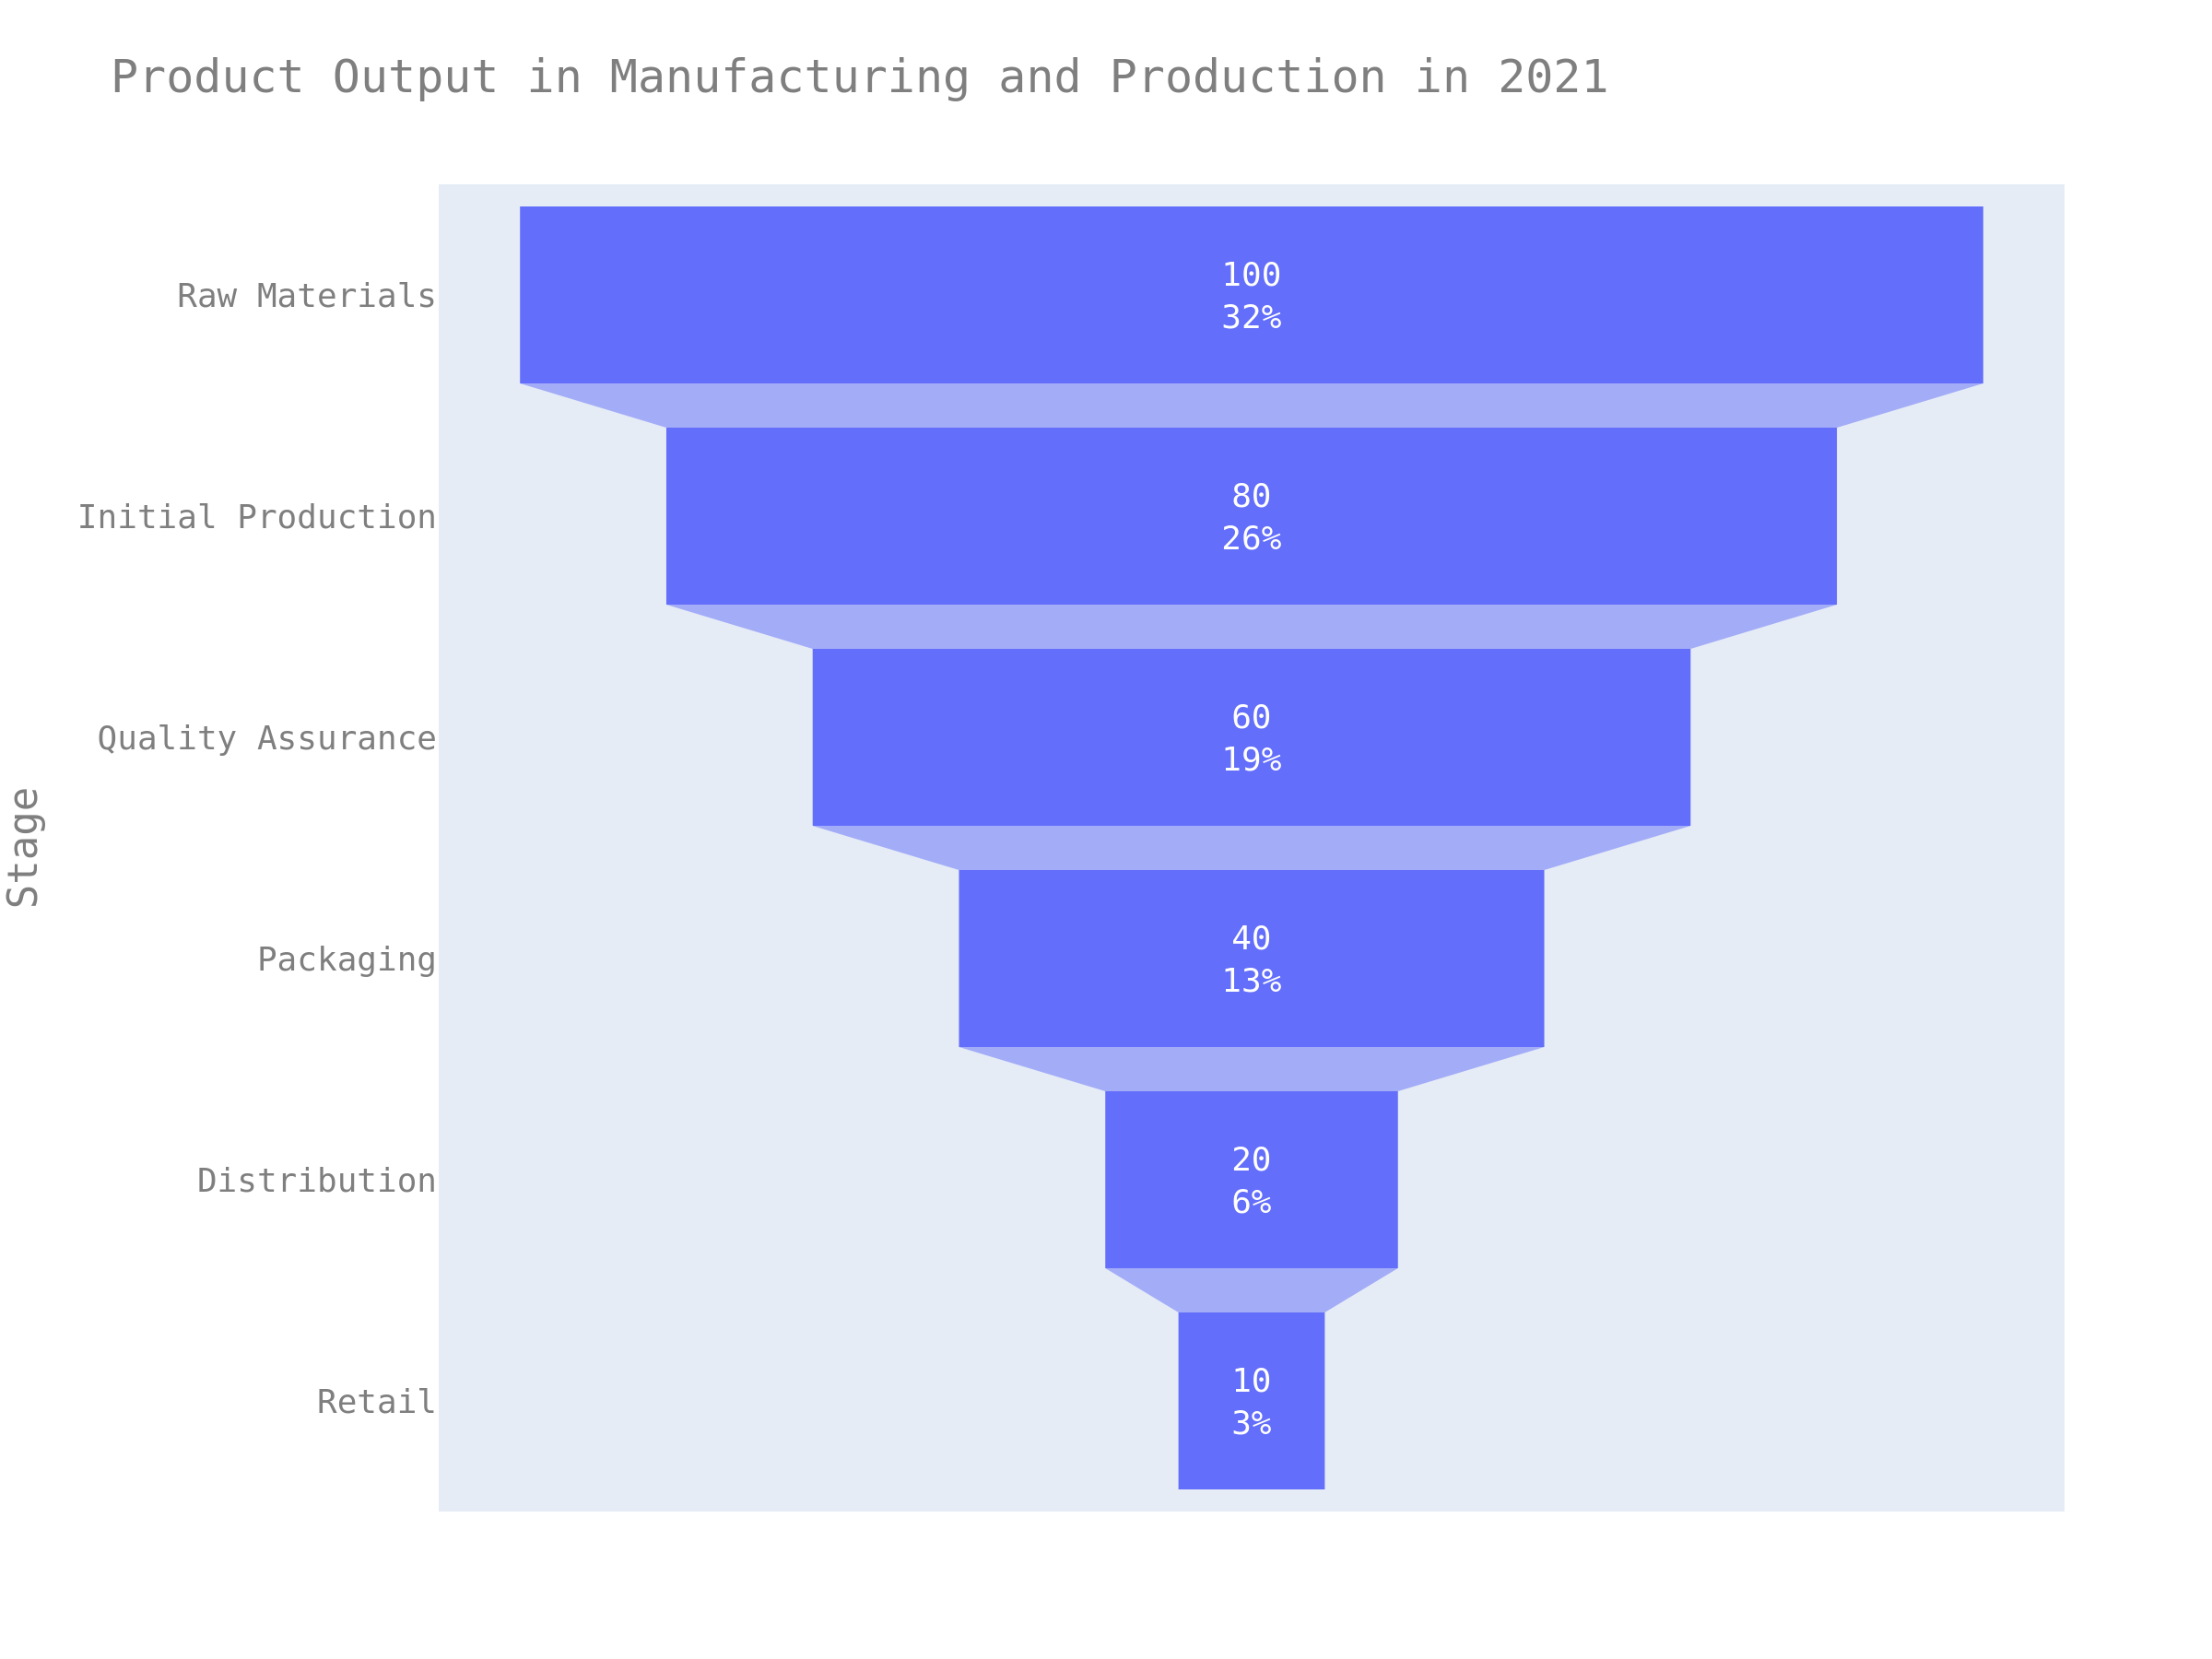 Product Output in Manufacturing and Production in 2021
Raw Materials
100
32%
Initial Production
80
26%
Quality Assurance
60
19%
Stage
Packaging
40
13%
Distribution
20
6%
Retail
10
3%